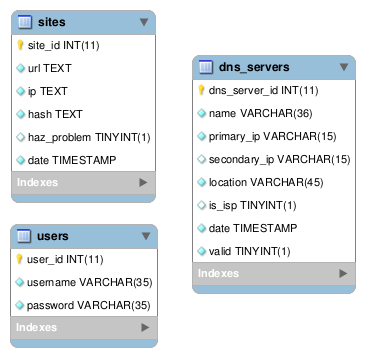 sites
site_id INT(11)
url TEXT
ip TEXT
hash TEXT
haz_problem TINYINT(1)
date TIMESTAMP
Indexes
users
user_id INT(11)
username VARCHAR(35)
password VARCHAR(35)
Indexes
dns_servers
dns_server_id INT(11)
name VARCHAR(36)
primary_ip VARCHAR(15)
secondary_ip VARCHAR(15)
location VARCHAR(45)
is_isp TINYINT(1)
date TIMESTAMP
valid TINYINT(1)
Indexes